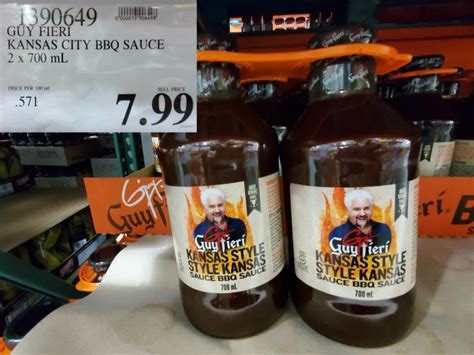 1390649
GUY FIERI
KANSAS CITY BBQ SAUCE
2 x 700 mL
PRICE PER 100 ml
.571
SELL PRICE
7.99
Guy Fieri
Guy Fieri
KANSAS STYLE
STYLE KANSAS
SAUCE BBQ SAUCE
700 mL
Guy Fieri
KANSAS STYLE
STYLE KANSAS
SAUCE BBQ SAUCE
700 mL